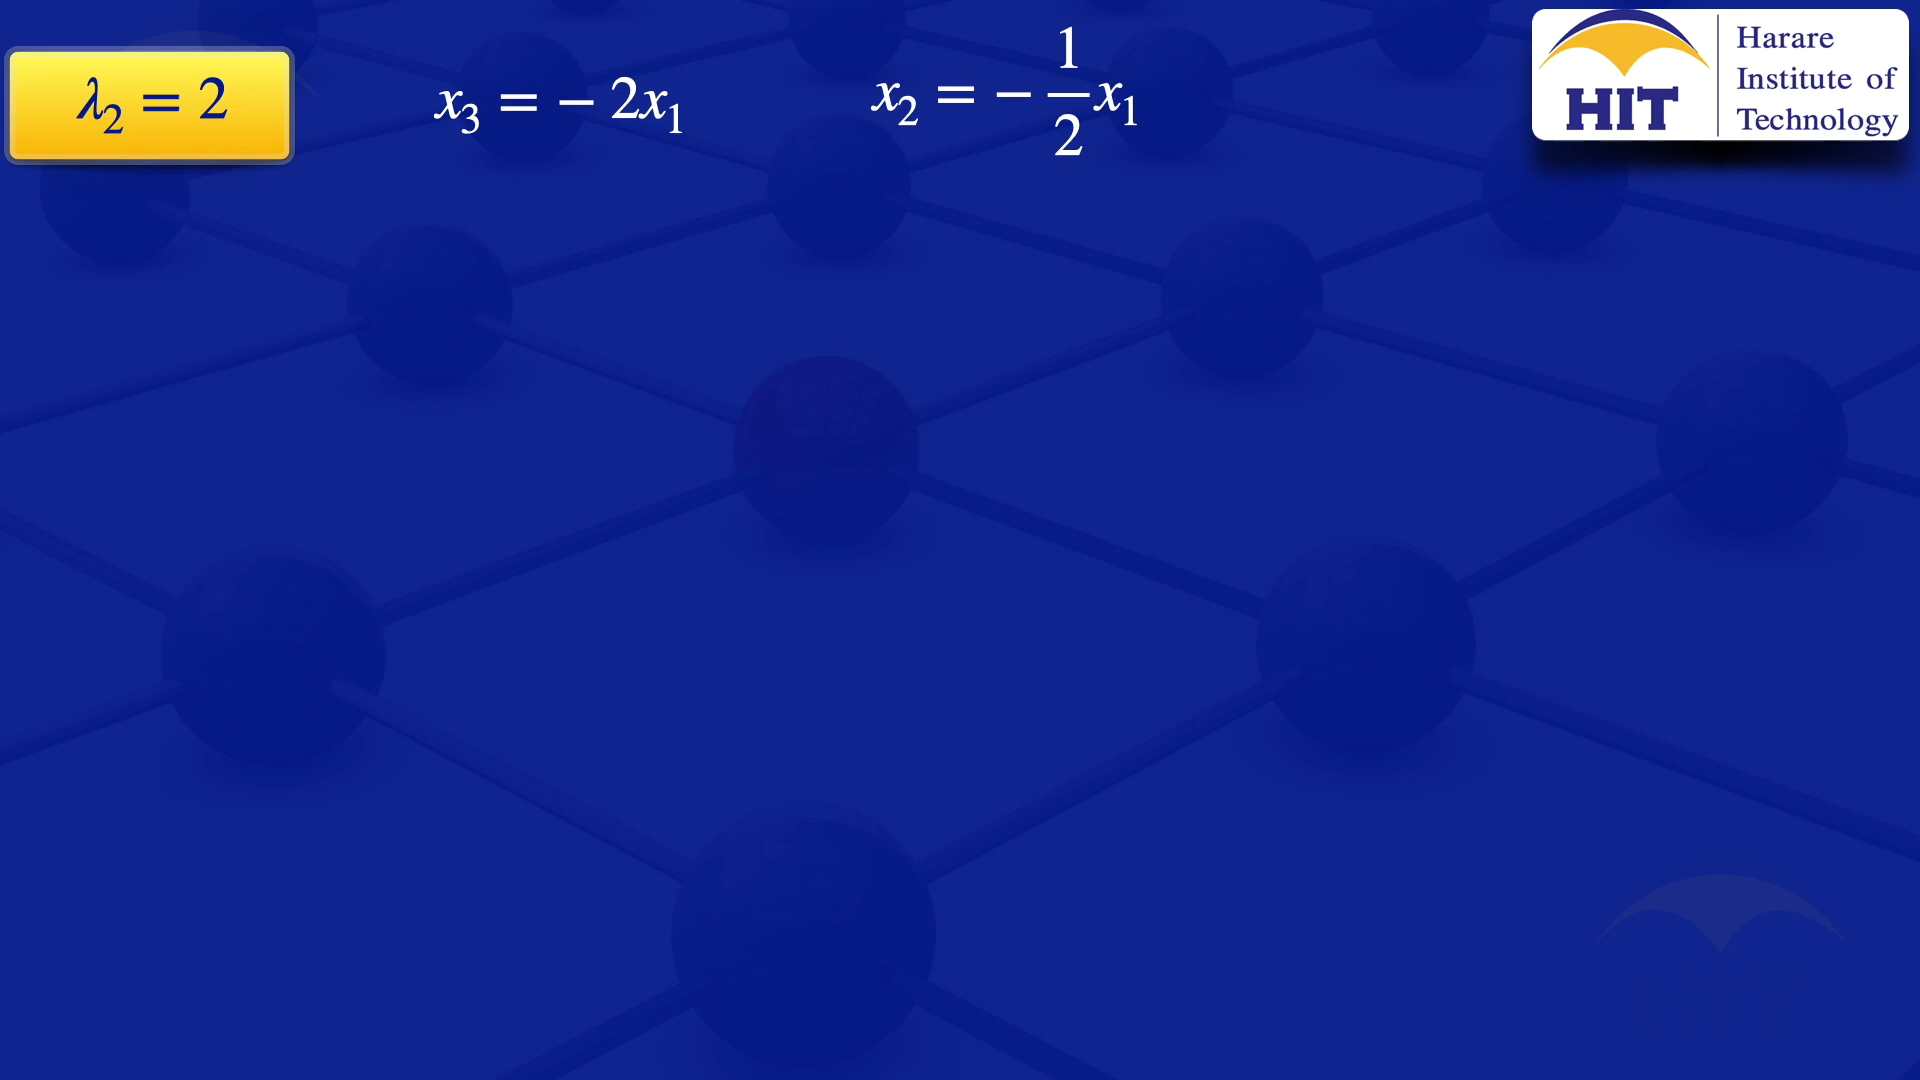 λ₂ = 2
x₃ = − 2x₁
x₂ = − 1/2 x₁
HIT
Harare
Institute of
Technology